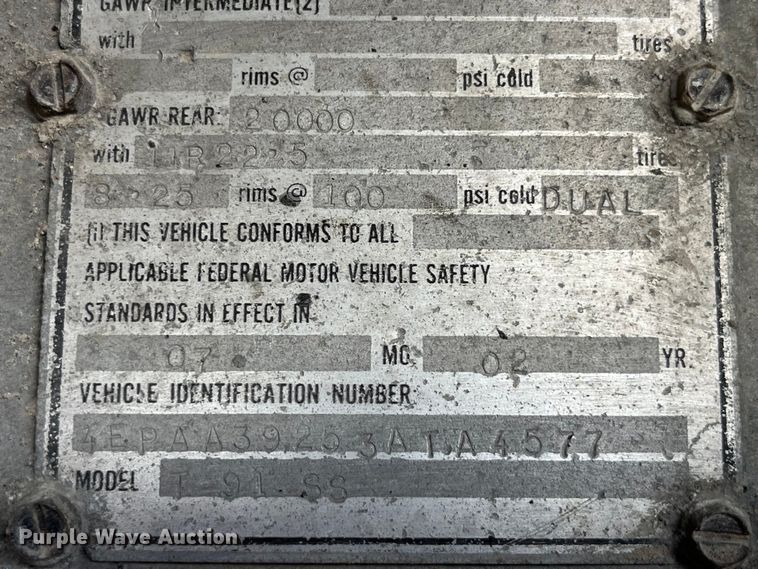 GAWR INTERMEDIATE(2)
with tires
rims @ psi cold
GAWR REAR: 20000
with 11R22.5 tires
8.25 rims @ 100 psi cold DUAL
(1) THIS VEHICLE CONFORMS TO ALL
APPLICABLE FEDERAL MOTOR VEHICLE SAFETY
STANDARDS IN EFFECT IN
07 MO. 02 YR.
VEHICLE IDENTIFICATION NUMBER
4EPAA39253ATA4577
MODEL T 91 SS
Purple Wave Auction